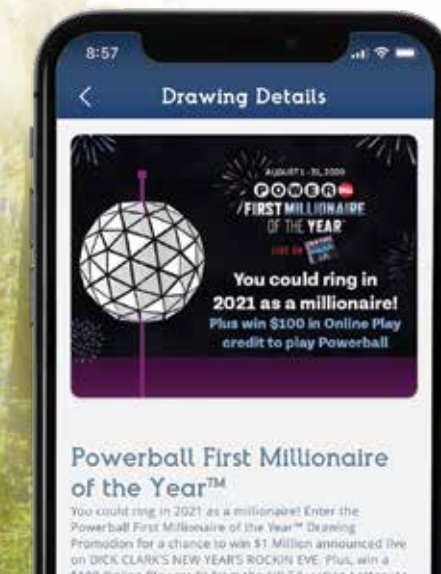 8:57
Drawing Details
AUGUST 1 - 31, 2020
POWERBALL
FIRST MILLIONAIRE
OF THE YEAR
LIVE ON
You could ring in
2021 as a millionaire!
Plus win $100 in Online Play
credit to play Powerball
Powerball First Millionaire
of the Year™
You could ring in 2021 as a millionaire! Enter the
Powerball First Millionaire of the Year™ Drawing
Promotion for a chance to win $1 Million announced live
on DICK CLARK'S NEW YEAR'S ROCKIN EVE. Plus, win a